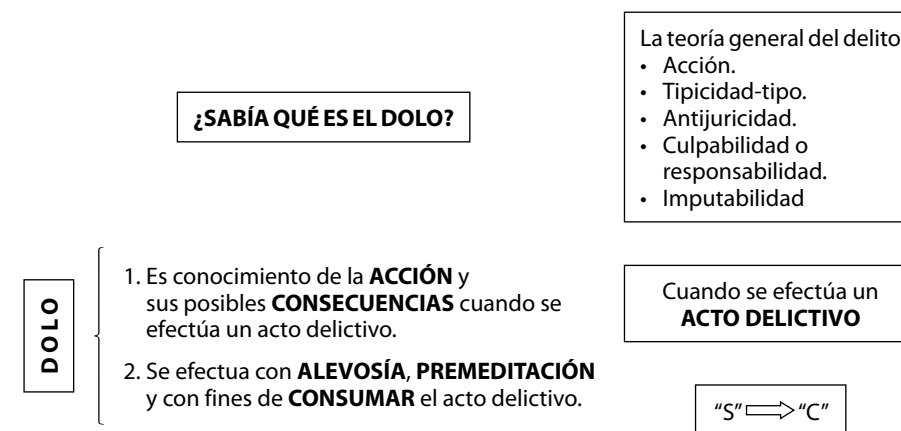 ¿SABÍA QUÉ ES EL DOLO?
La teoría general del delito
• Acción.
• Tipicidad-tipo.
• Antijuricidad.
• Culpabilidad o
responsabilidad.
• Imputabilidad
DOLO
1. Es conocimiento de la ACCIÓN y
sus posibles CONSECUENCIAS cuando se
efectúa un acto delictivo.
2. Se efectua con ALEVOSÍA, PREMEDITACIÓN
y con fines de CONSUMAR el acto delictivo.
Cuando se efectúa un
ACTO DELICTIVO
“S” ⇒ “C”